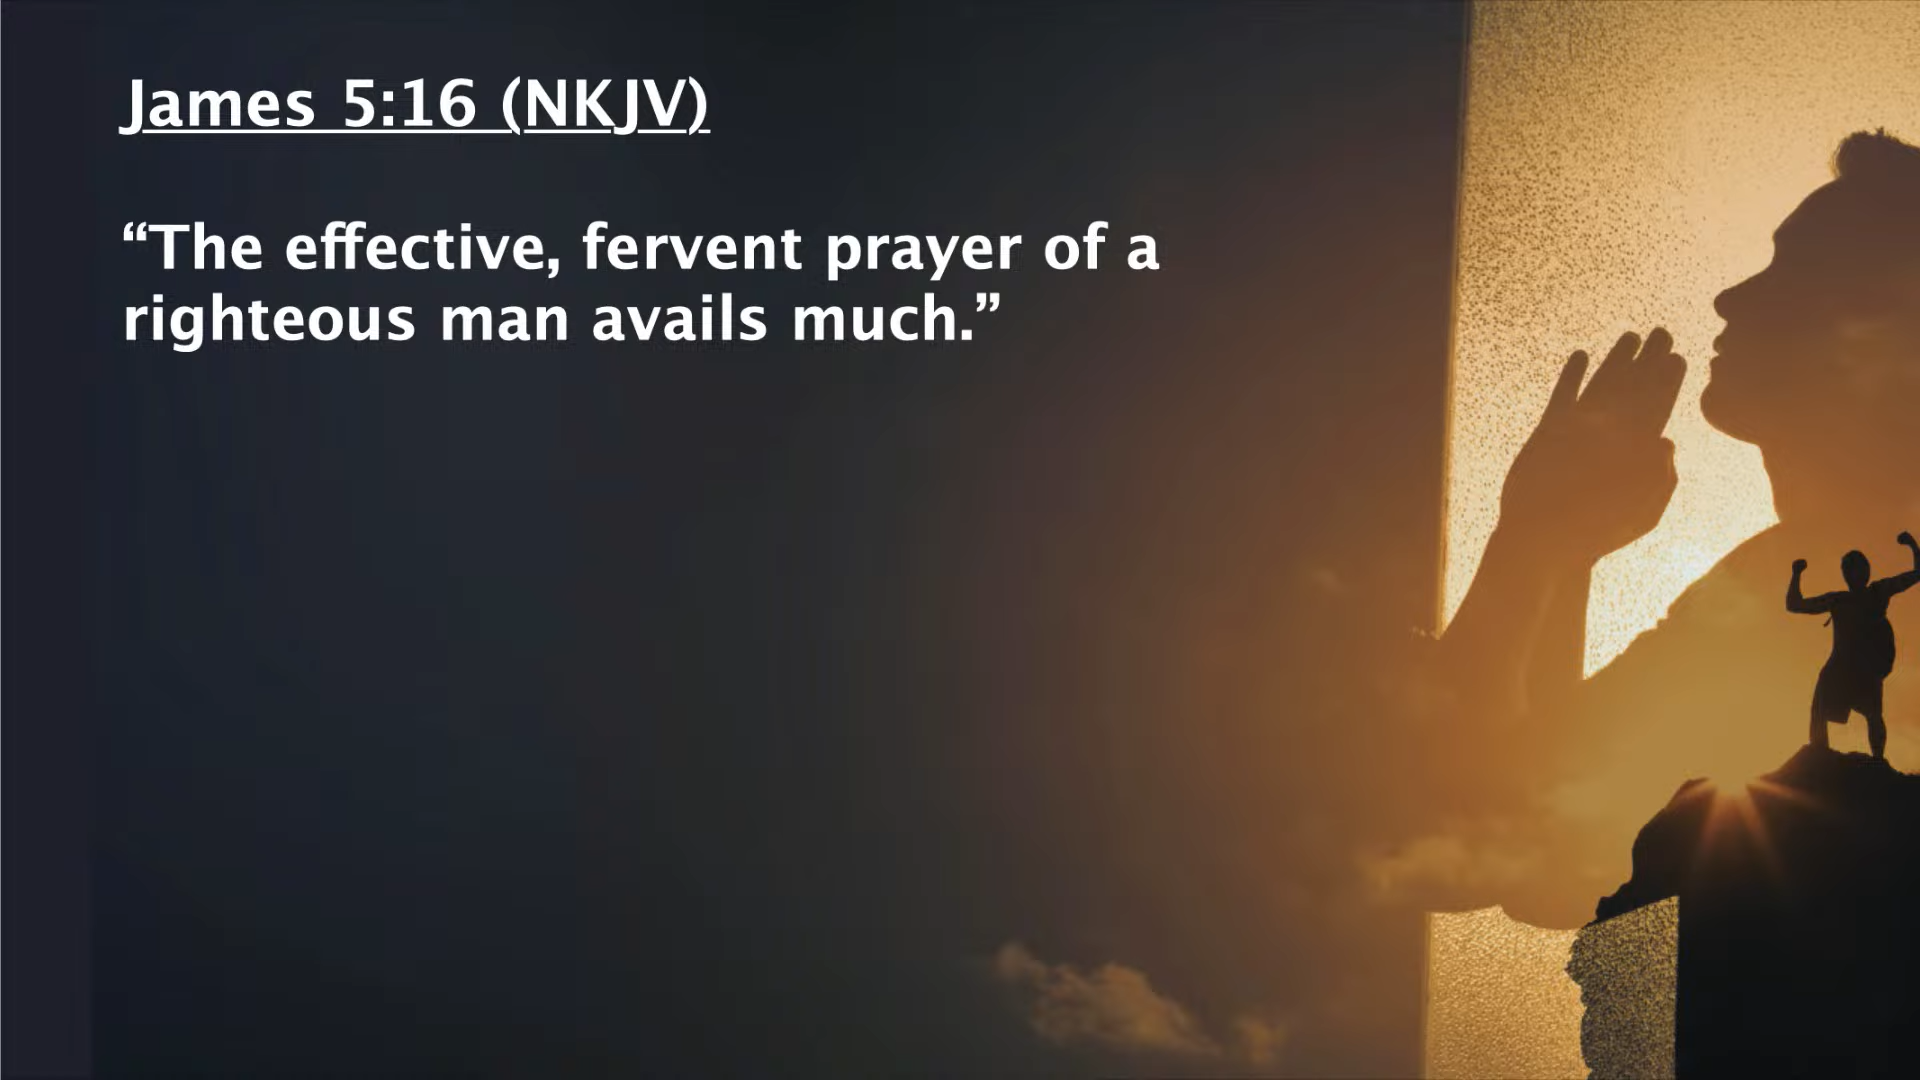 James 5:16 (NKJV)
“The effective, fervent prayer of a
righteous man avails much.”